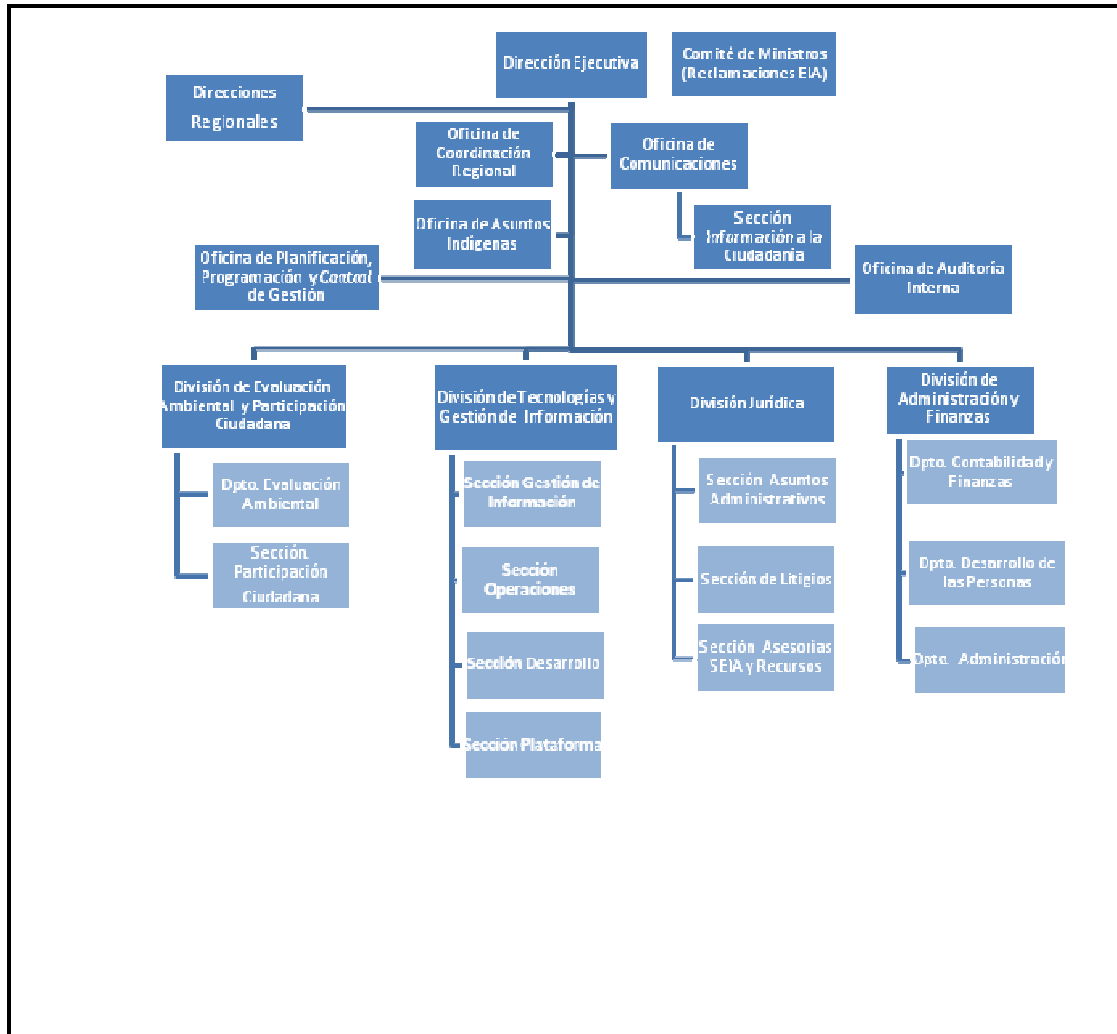 Dirección Ejecutiva
Comité de Ministros
(Reclamaciones EIA)
Direcciones
Regionales
Oficina de
Coordinación
Regional
Oficina de
Comunicaciones
Oficina de Asuntos
Indígenas
Sección
Información a la
Ciudadanía
Oficina de Planificación,
Programación y Control
de Gestión
Oficina de Auditoría
Interna
División de Evaluación
Ambiental y Participación
Ciudadana
División de Tecnologías y
Gestión de Información
División Jurídica
División de
Administración y
Finanzas
Dpto. Evaluación
Ambiental
Sección
Participación
Ciudadana
Sección Gestión de
Información
Sección
Operaciones
Sección Desarrollo
Sección Plataforma
Sección Asuntos
Administrativos
Sección de Litigios
Sección Asesorías
SEIA y Recursos
Dpto. Contabilidad y
Finanzas
Dpto. Desarrollo de
las Personas
Dpto. Administración